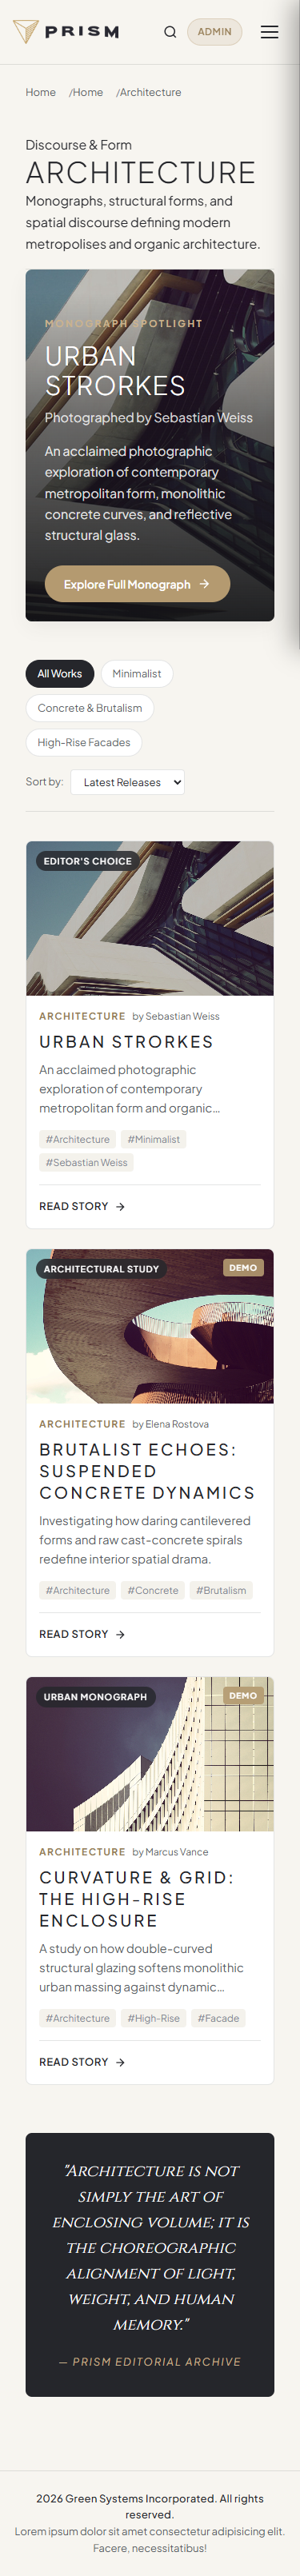 PRISM
ADMIN
Home /Home /Architecture
Discourse & Form
ARCHITECTURE
Monographs, structural forms, and
spatial discourse defining modern
metropolises and organic architecture.
MONOGRAPH SPOTLIGHT
URBAN
STRORKES
Photographed by Sebastian Weiss
An acclaimed photographic
exploration of contemporary
metropolitan form, monolithic
concrete curves, and reflective
structural glass.
Explore Full Monograph →
All Works
Minimalist
Concrete & Brutalism
High-Rise Facades
Sort by: Latest Releases
EDITOR'S CHOICE
ARCHITECTURE by Sebastian Weiss
URBAN STRORKES
An acclaimed photographic
exploration of contemporary
metropolitan form and organic...
#Architecture #Minimalist
#Sebastian Weiss
READ STORY →
ARCHITECTURAL STUDY DEMO
ARCHITECTURE by Elena Rostova
BRUTALIST ECHOES:
SUSPENDED
CONCRETE DYNAMICS
Investigating how daring cantilevered
forms and raw cast-concrete spirals
redefine interior spatial drama.
#Architecture #Concrete #Brutalism
READ STORY →
URBAN MONOGRAPH DEMO
ARCHITECTURE by Marcus Vance
CURVATURE & GRID:
THE HIGH-RISE
ENCLOSURE
A study on how double-curved
structural glazing softens monolithic
urban massing against dynamic...
#Architecture #High-Rise #Facade
READ STORY →
"ARCHITECTURE IS NOT
SIMPLY THE ART OF
ENCLOSING VOLUME; IT IS
THE CHOREOGRAPHIC
ALIGNMENT OF LIGHT,
WEIGHT, AND HUMAN
MEMORY."
— PRISM EDITORIAL ARCHIVE
2026 Green Systems Incorporated. All rights
reserved.
Lorem ipsum dolor sit amet consectetur adipisicing elit.
Facere, necessitatibus!